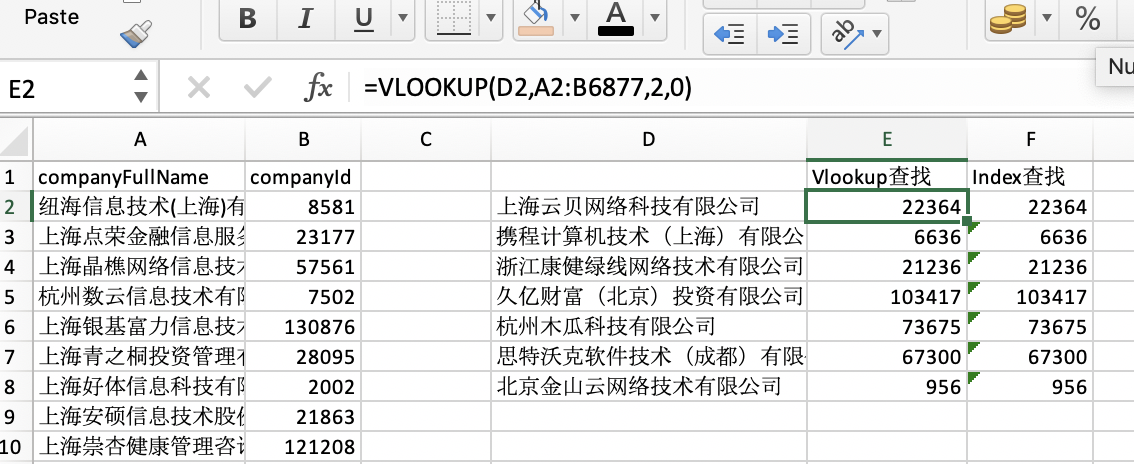 Paste B I U A ab %
Nu
E2 fx =VLOOKUP(D2,A2:B6877,2,0)
A B C D E F
1 companyFullName companyId Vlookup查找 Index查找
2 纽海信息技术(上海)有 8581 上海云贝网络科技有限公司 22364 22364
3 上海点荣金融信息服 23177 携程计算机技术（上海）有限公 6636 6636
4 上海晶樵网络信息技 57561 浙江康健绿线网络技术有限公司 21236 21236
5 杭州数云信息技术有 7502 久亿财富（北京）投资有限公司 103417 103417
6 上海银基富力信息技 130876 杭州木瓜科技有限公司 73675 73675
7 上海青之桐投资管理 28095 思特沃克软件技术（成都）有限 67300 67300
8 上海好体信息科技有 2002 北京金山云网络技术有限公司 956 956
9 上海安硕信息技术股 21863
10 上海崇杏健康管理咨 121208